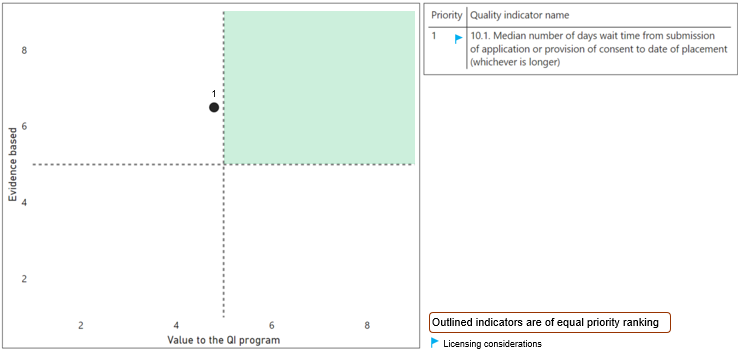 8
6
4
2
Evidence based
1
2
4
6
8
Value to the QI program
Priority Quality indicator name
1 10.1. Median number of days wait time from submission
of application or provision of consent to date of placement
(whichever is longer)
Outlined indicators are of equal priority ranking
Licensing considerations